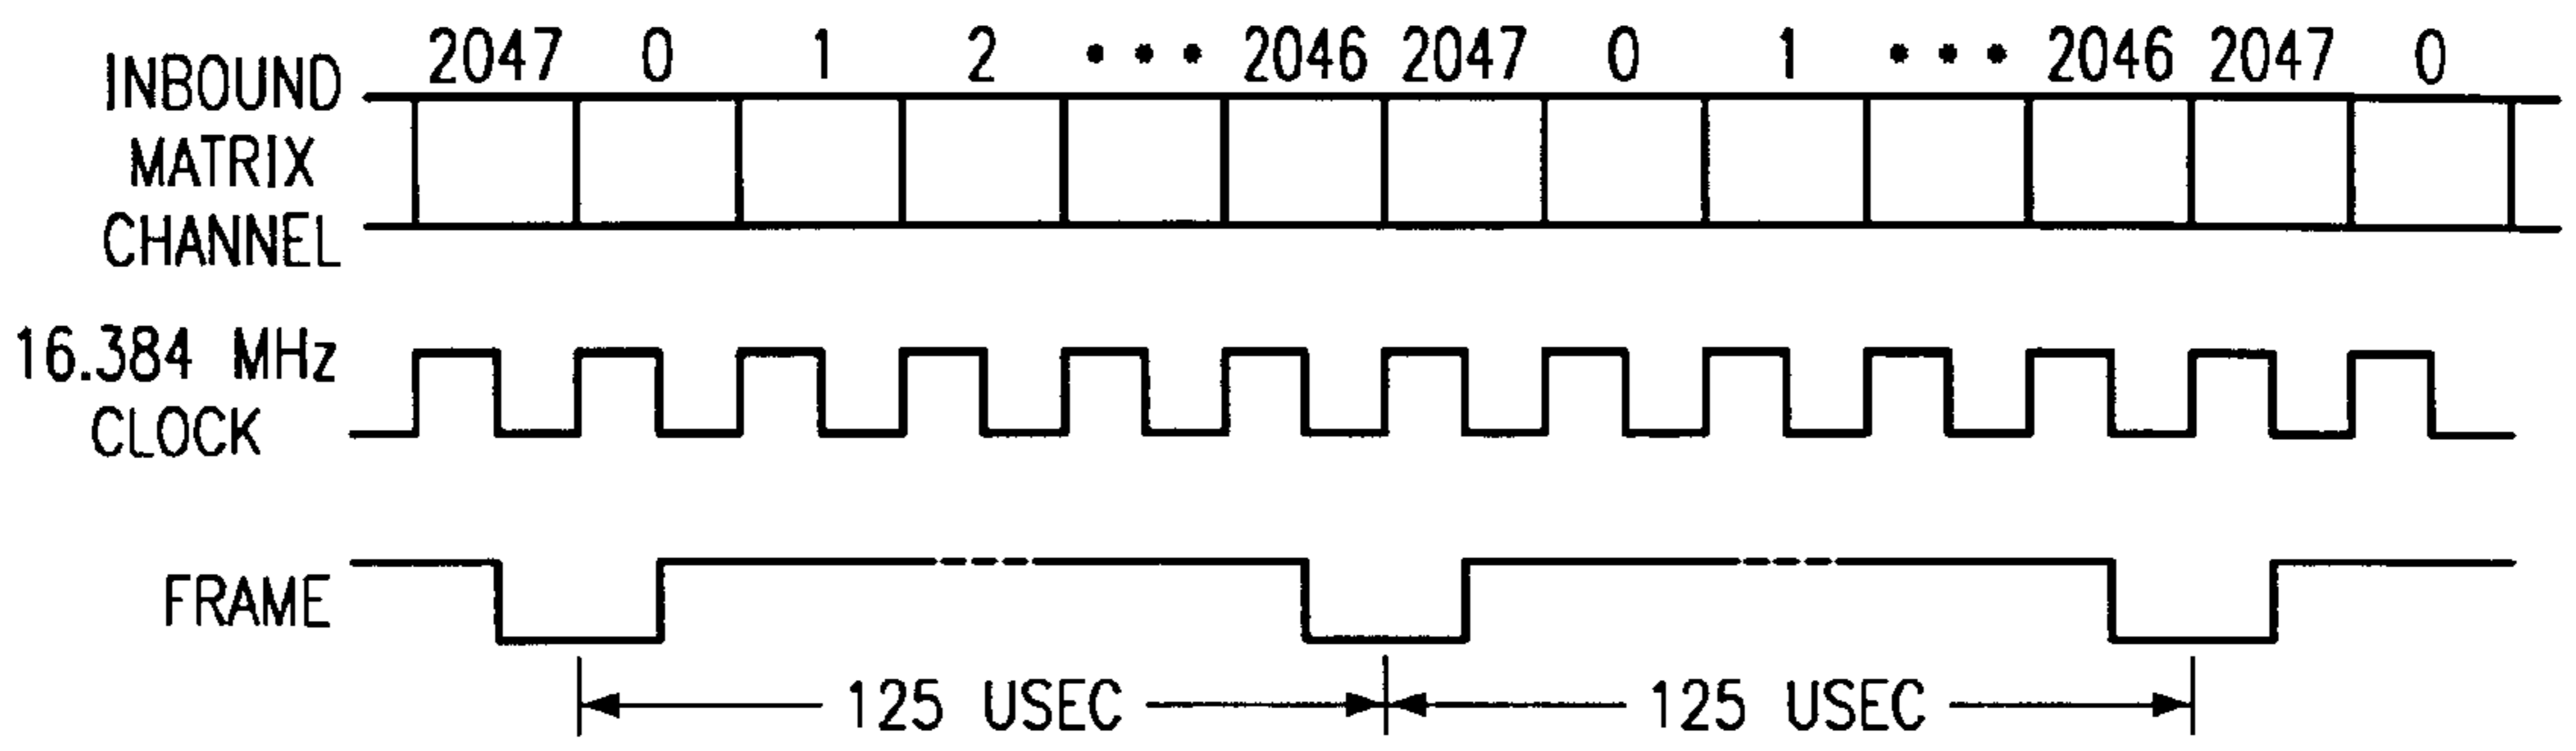 2047 0 1 2 • • • 2046 2047 0 1 • • • 2046 2047 0
INBOUND
MATRIX
CHANNEL
16.384 MHz
CLOCK
FRAME
125 USEC 125 USEC